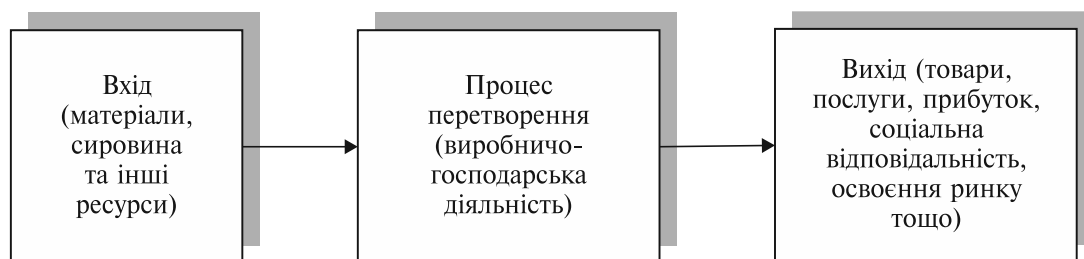 Вхід
(матеріали,
сировина
та інші
ресурси)
Процес
перетворення
(виробничо-
господарська
діяльність)
Вихід (товари,
послуги, прибуток,
соціальна
відповідальність,
освоєння ринку
тощо)